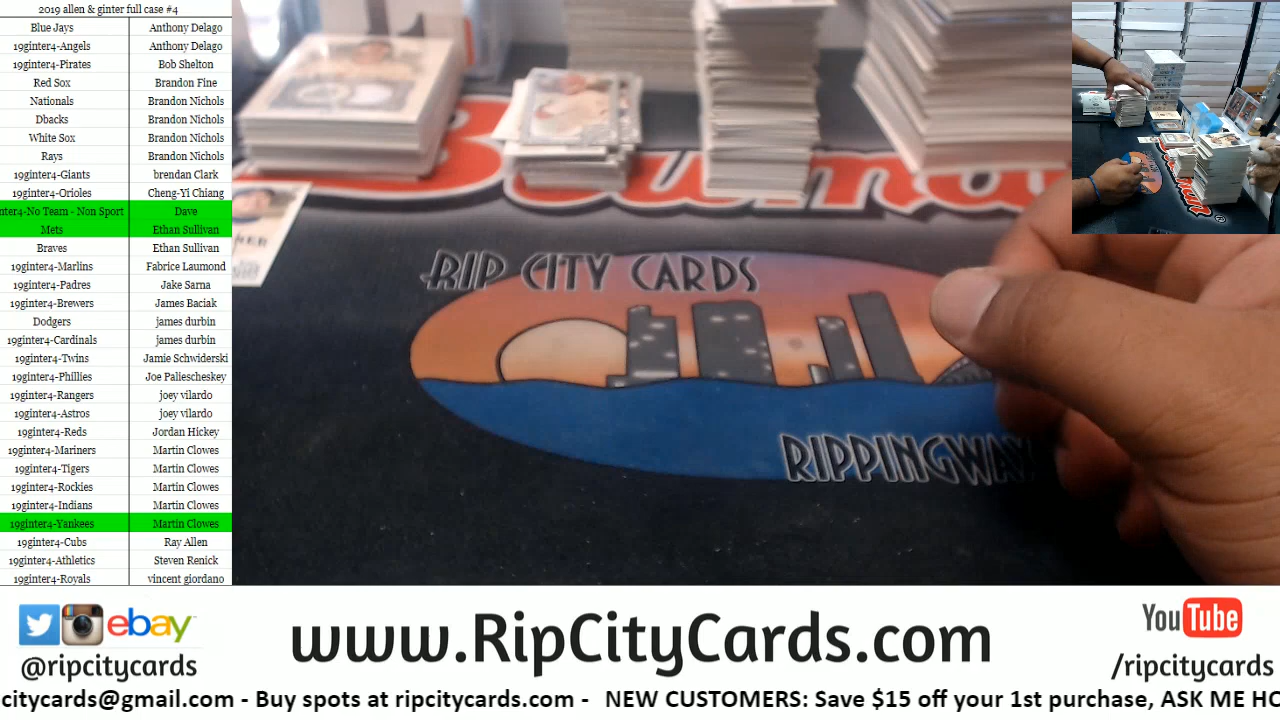 2019 allen & ginter full case #4
Blue Jays Anthony Delago
19ginter4-Angels Anthony Delago
19ginter4-Pirates Bob Shelton
Red Sox Brandon Fine
Nationals Brandon Nichols
Dbacks Brandon Nichols
White Sox Brandon Nichols
Rays Brandon Nichols
19ginter4-Giants brendan Clark
19ginter4-Orioles Cheng-Yi Chiang
nter4-No Team - Non Sport Dave
Mets Ethan Sullivan
Braves Ethan Sullivan
19ginter4-Marlins Fabrice Laumond
19ginter4-Padres Jake Sarna
19ginter4-Brewers James Baciak
Dodgers james durbin
19ginter4-Cardinals james durbin
19ginter4-Twins Jamie Schwiderski
19ginter4-Phillies Joe Paliescheskey
19ginter4-Rangers joey vilardo
19ginter4-Astros joey vilardo
19ginter4-Reds Jordan Hickey
19ginter4-Mariners Martin Clowes
19ginter4-Tigers Martin Clowes
19ginter4-Rockies Martin Clowes
19ginter4-Indians Martin Clowes
19ginter4-Yankees Martin Clowes
19ginter4-Cubs Ray Allen
19ginter4-Athletics Steven Renick
19ginter4-Royals vincent giordano
RIP CITY CARDS
RIPPINGWAX
ebay
@ripcitycards
www.RipCityCards.com
YouTube
/ripcitycards
citycards@gmail.com - Buy spots at ripcitycards.com - NEW CUSTOMERS: Save $15 off your 1st purchase, ASK ME HO